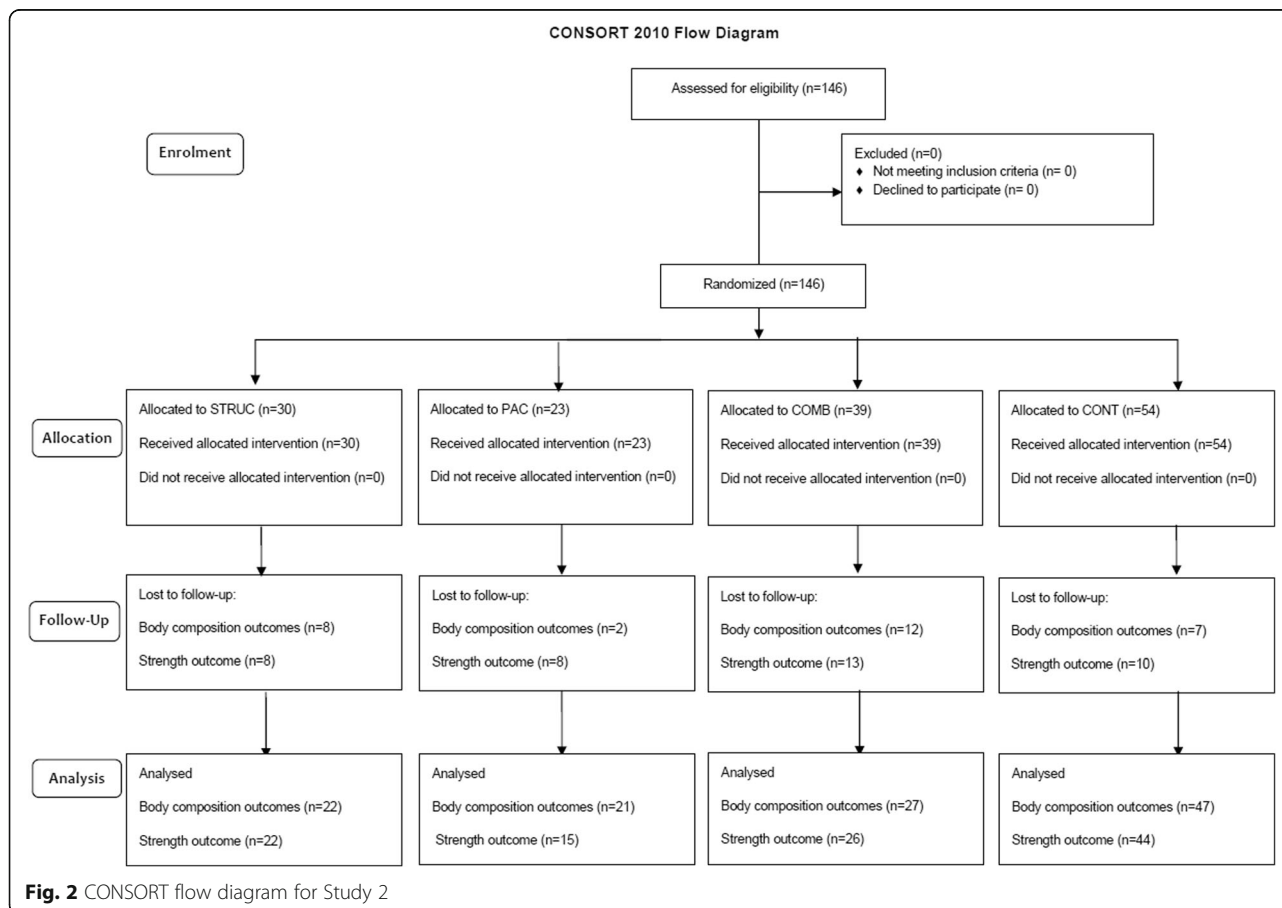 CONSORT 2010 Flow Diagram
Assessed for eligibility (n=146)
Enrolment
Excluded (n=0)
♦ Not meeting inclusion criteria (n= 0)
♦ Declined to participate (n= 0)
Randomized (n=146)
Allocation
Allocated to STRUC (n=30)
Received allocated intervention (n=30)
Did not receive allocated intervention (n=0)
Allocated to PAC (n=23)
Received allocated intervention (n=23)
Did not receive allocated intervention (n=0)
Allocated to COMB (n=39)
Received allocated intervention (n=39)
Did not receive allocated intervention (n=0)
Allocated to CONT (n=54)
Received allocated intervention (n=54)
Did not receive allocated intervention (n=0)
Follow-Up
Lost to follow-up:
Body composition outcomes (n=8)
Strength outcome (n=8)
Lost to follow-up:
Body composition outcomes (n=2)
Strength outcome (n=8)
Lost to follow-up:
Body composition outcomes (n=12)
Strength outcome (n=13)
Lost to follow-up:
Body composition outcomes (n=7)
Strength outcome (n=10)
Analysis
Analysed
Body composition outcomes (n=22)
Strength outcome (n=22)
Analysed
Body composition outcomes (n=21)
Strength outcome (n=15)
Analysed
Body composition outcomes (n=27)
Strength outcome (n=26)
Analysed
Body composition outcomes (n=47)
Strength outcome (n=44)
Fig. 2 CONSORT flow diagram for Study 2